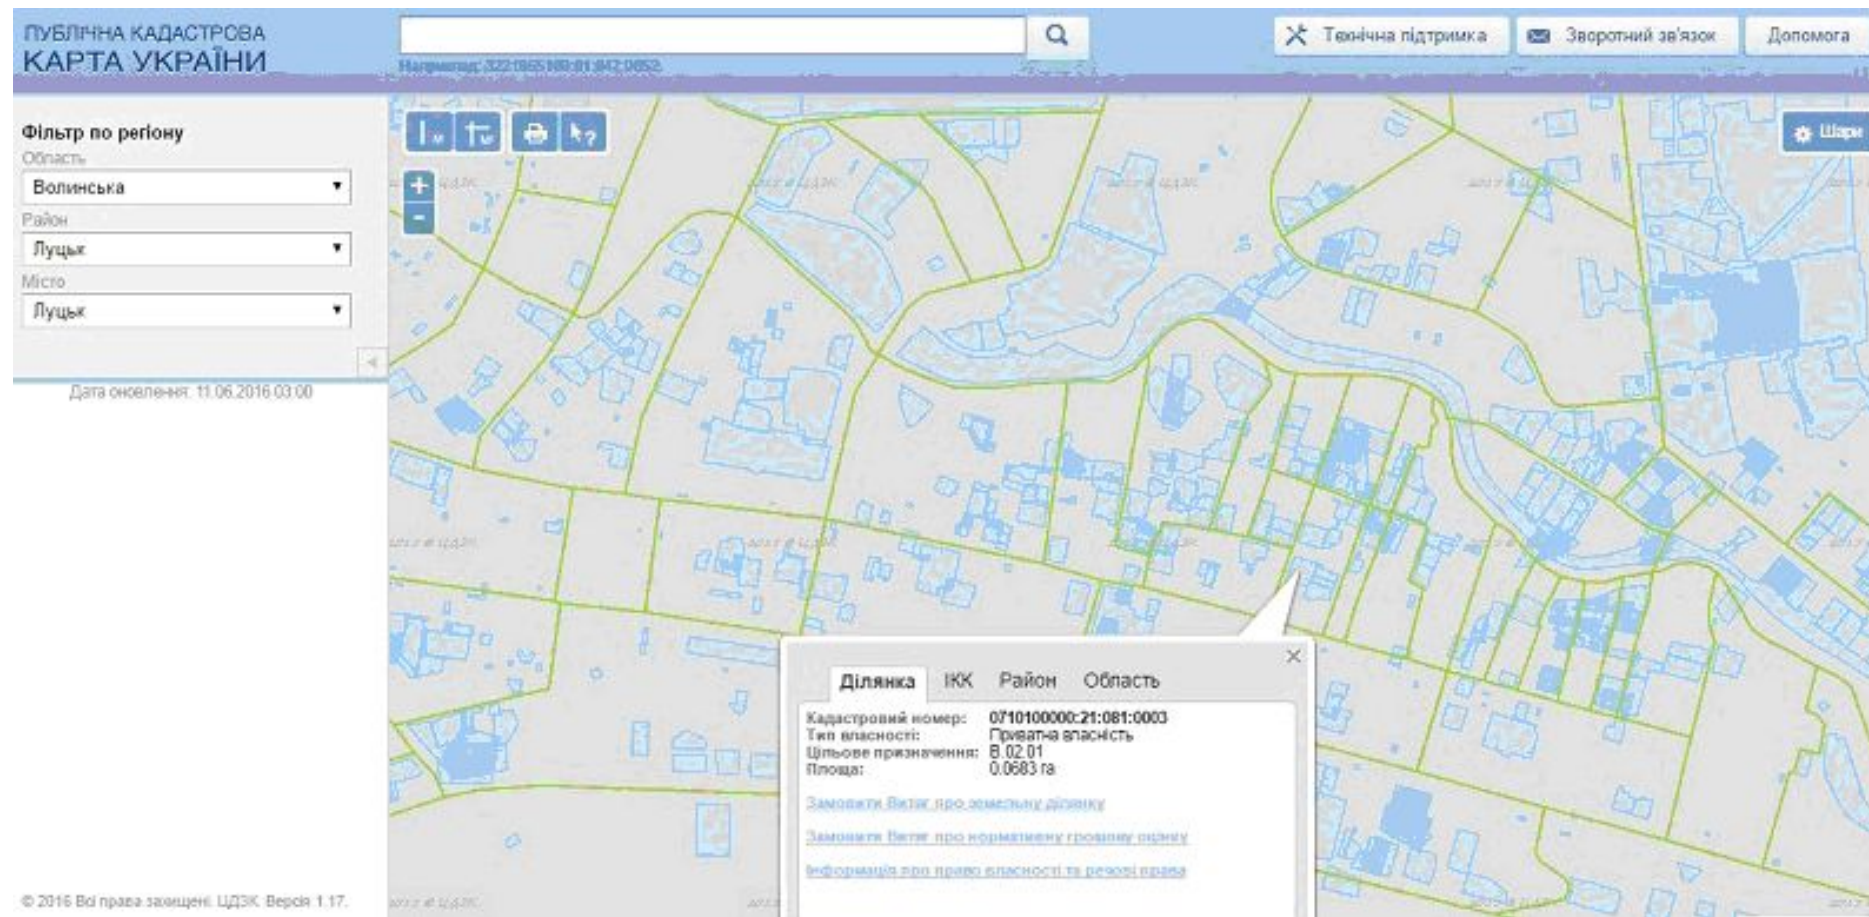 ПУБЛІЧНА КАДАСТРОВА
КАРТА УКРАЇНИ
Технічна підтримка
Зворотний зв'язок
Допомога
Фільтр по регіону
Область
Волинська
Район
Луцьк
Місто
Луцьк
Дата оновлення: 11.06.2016 03:00
Шари
Ділянка ІКК Район Область
Кадастровий номер: 0710100000:21:081:0003
Тип власності: Приватна власність
Цільове призначення: В.02.01
Площа: 0.0683 га
Замовити Витяг про земельну ділянку
Замовити Витяг про нормативну грошову оцінку
Інформація про право власності та речові права
© 2016 Всі права захищені. ЦДЗК. Версія 1.17.